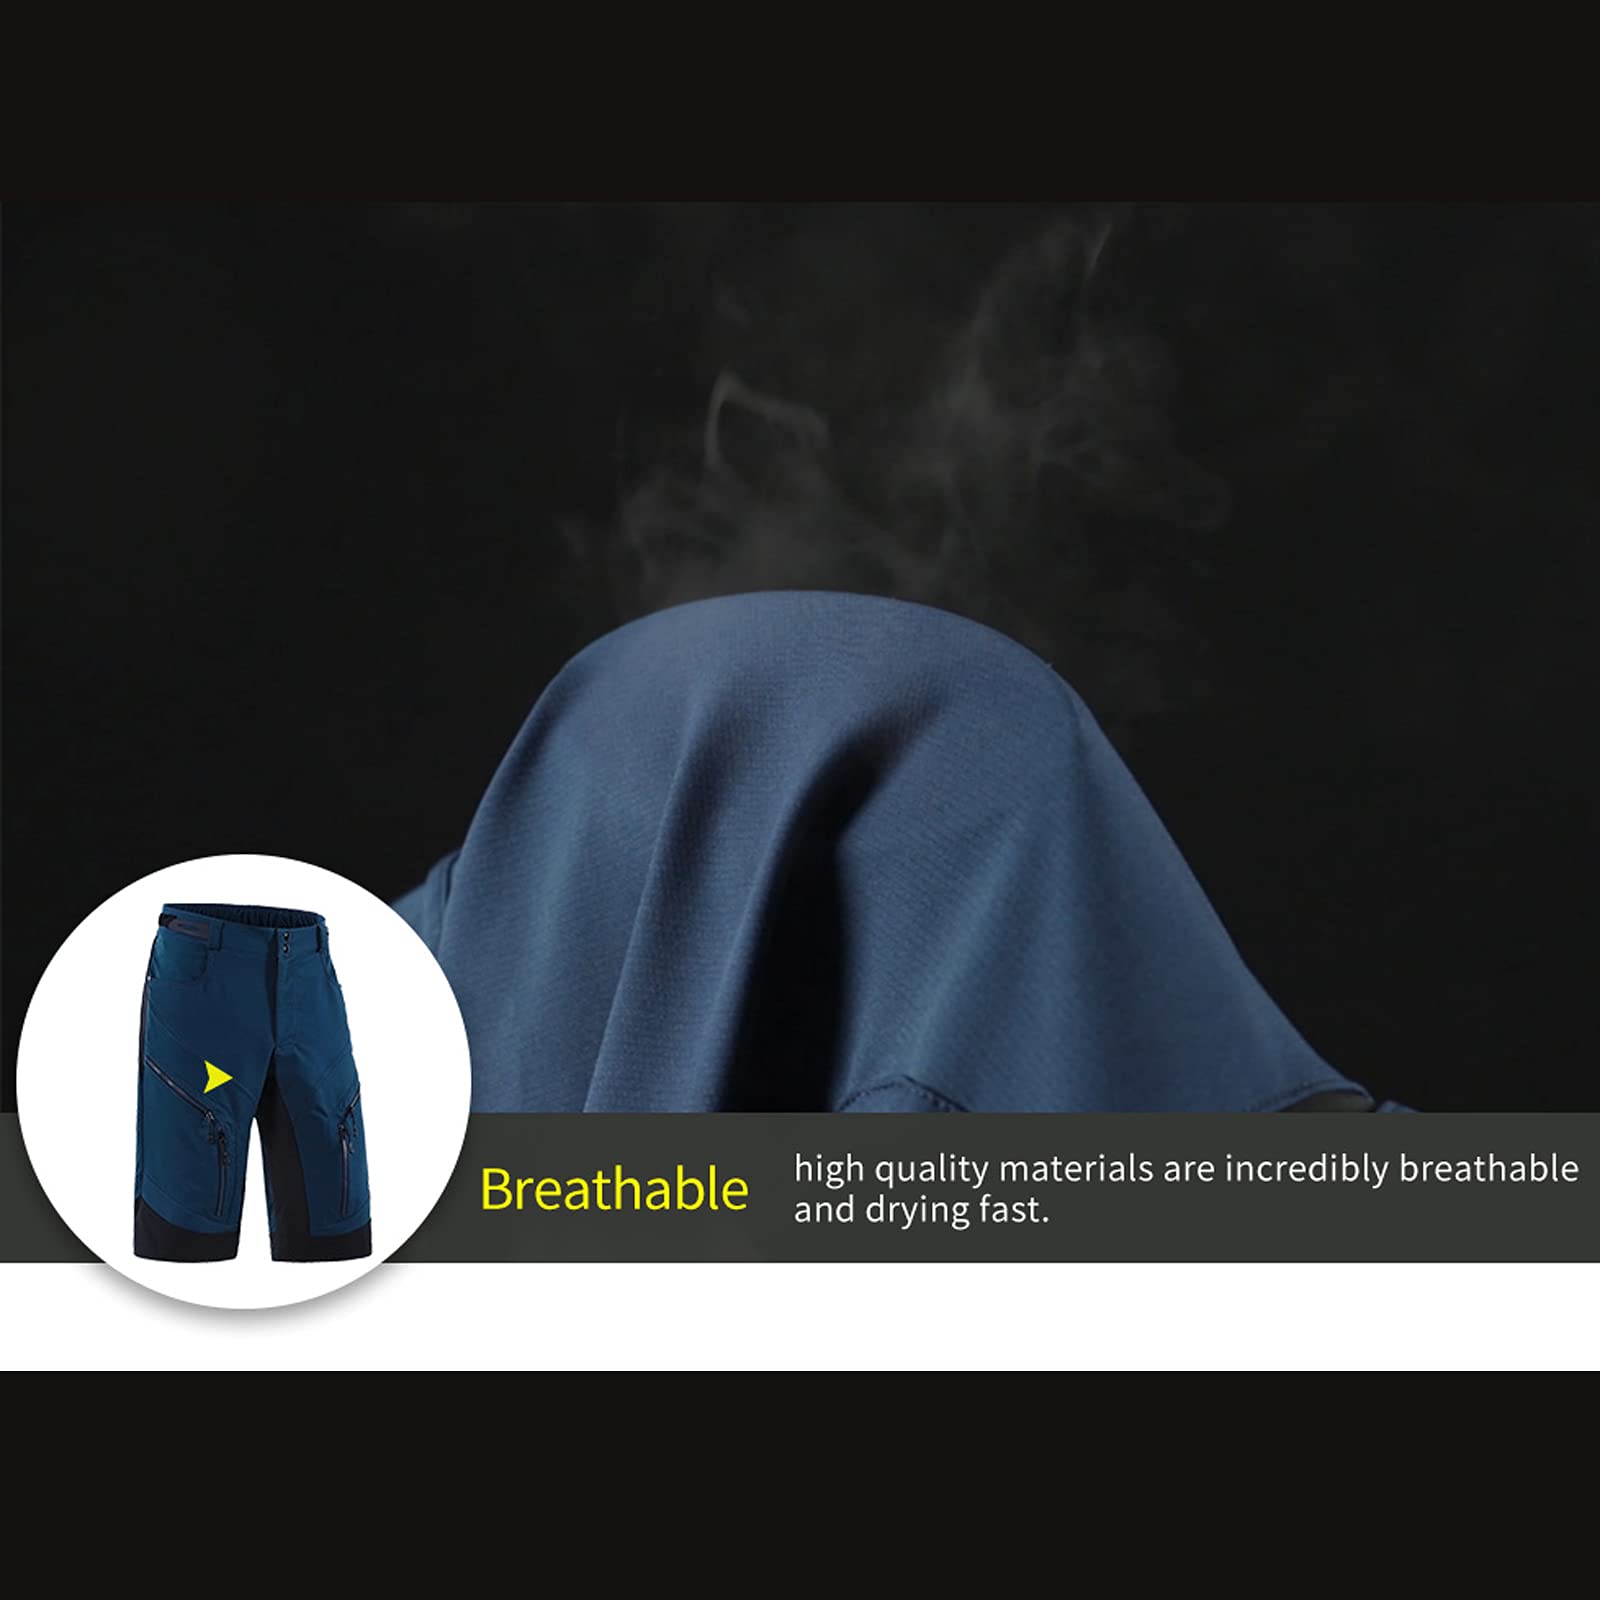 Breathable
high quality materials are incredibly breathable
and drying fast.